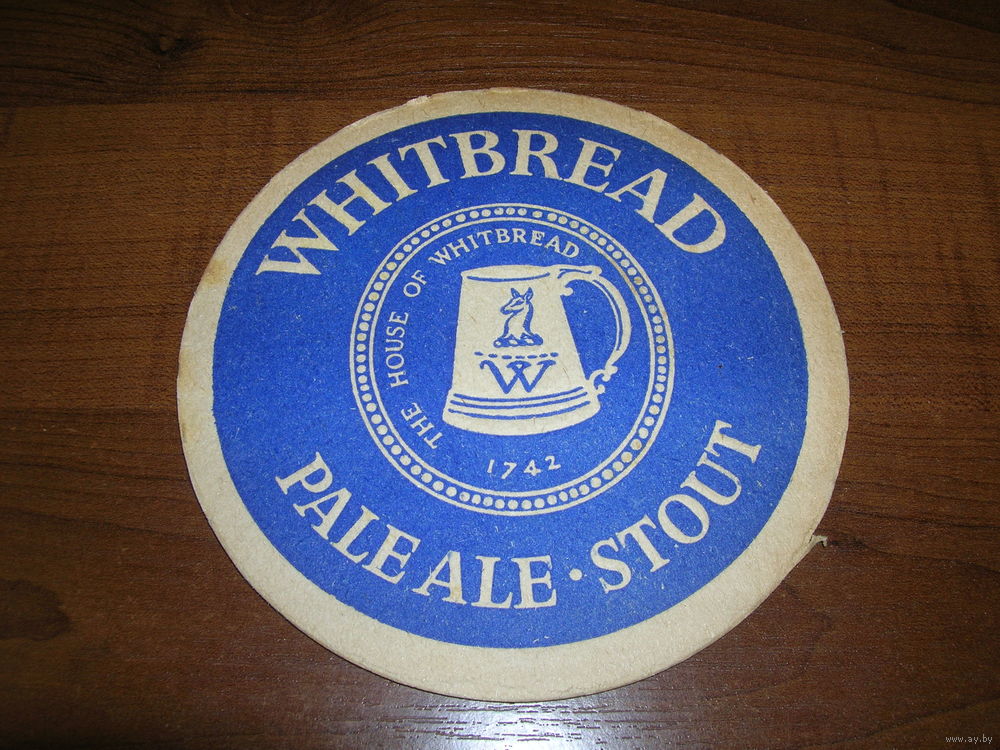 WHITBREAD
THE HOUSE OF WHITBREAD
W
1742
PALE ALE · STOUT
www.ay.by